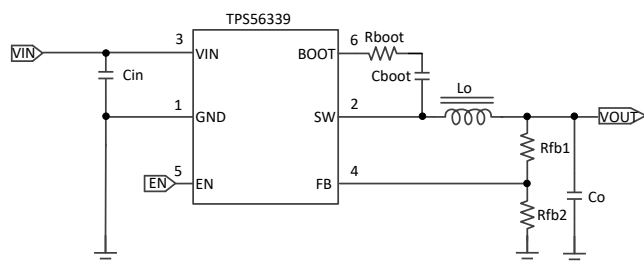 TPS56339
VIN
3
VIN
BOOT
6
Rboot
Cin
Cboot
Lo
1
GND
SW
2
VOUT
Rfb1
EN
5
EN
FB
4
Rfb2
Co